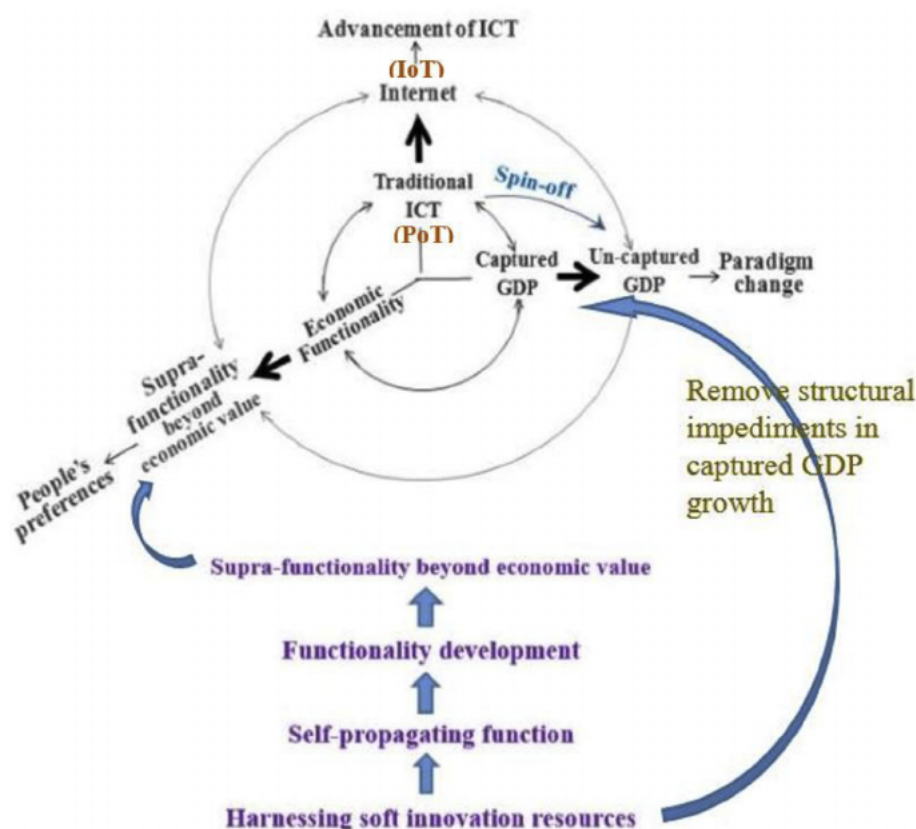 Advancement of ICT
(IoT)
Internet
Traditional
ICT
(PoT)
Spin-off
Captured
GDP
Un-captured
GDP
Paradigm
change
Economic
Functionality
Supra-
functionality
beyond
economic value
People's
preferences
Remove structural
impediments in
captured GDP
growth
Supra-functionality beyond economic value
Functionality development
Self-propagating function
Harnessing soft innovation resources